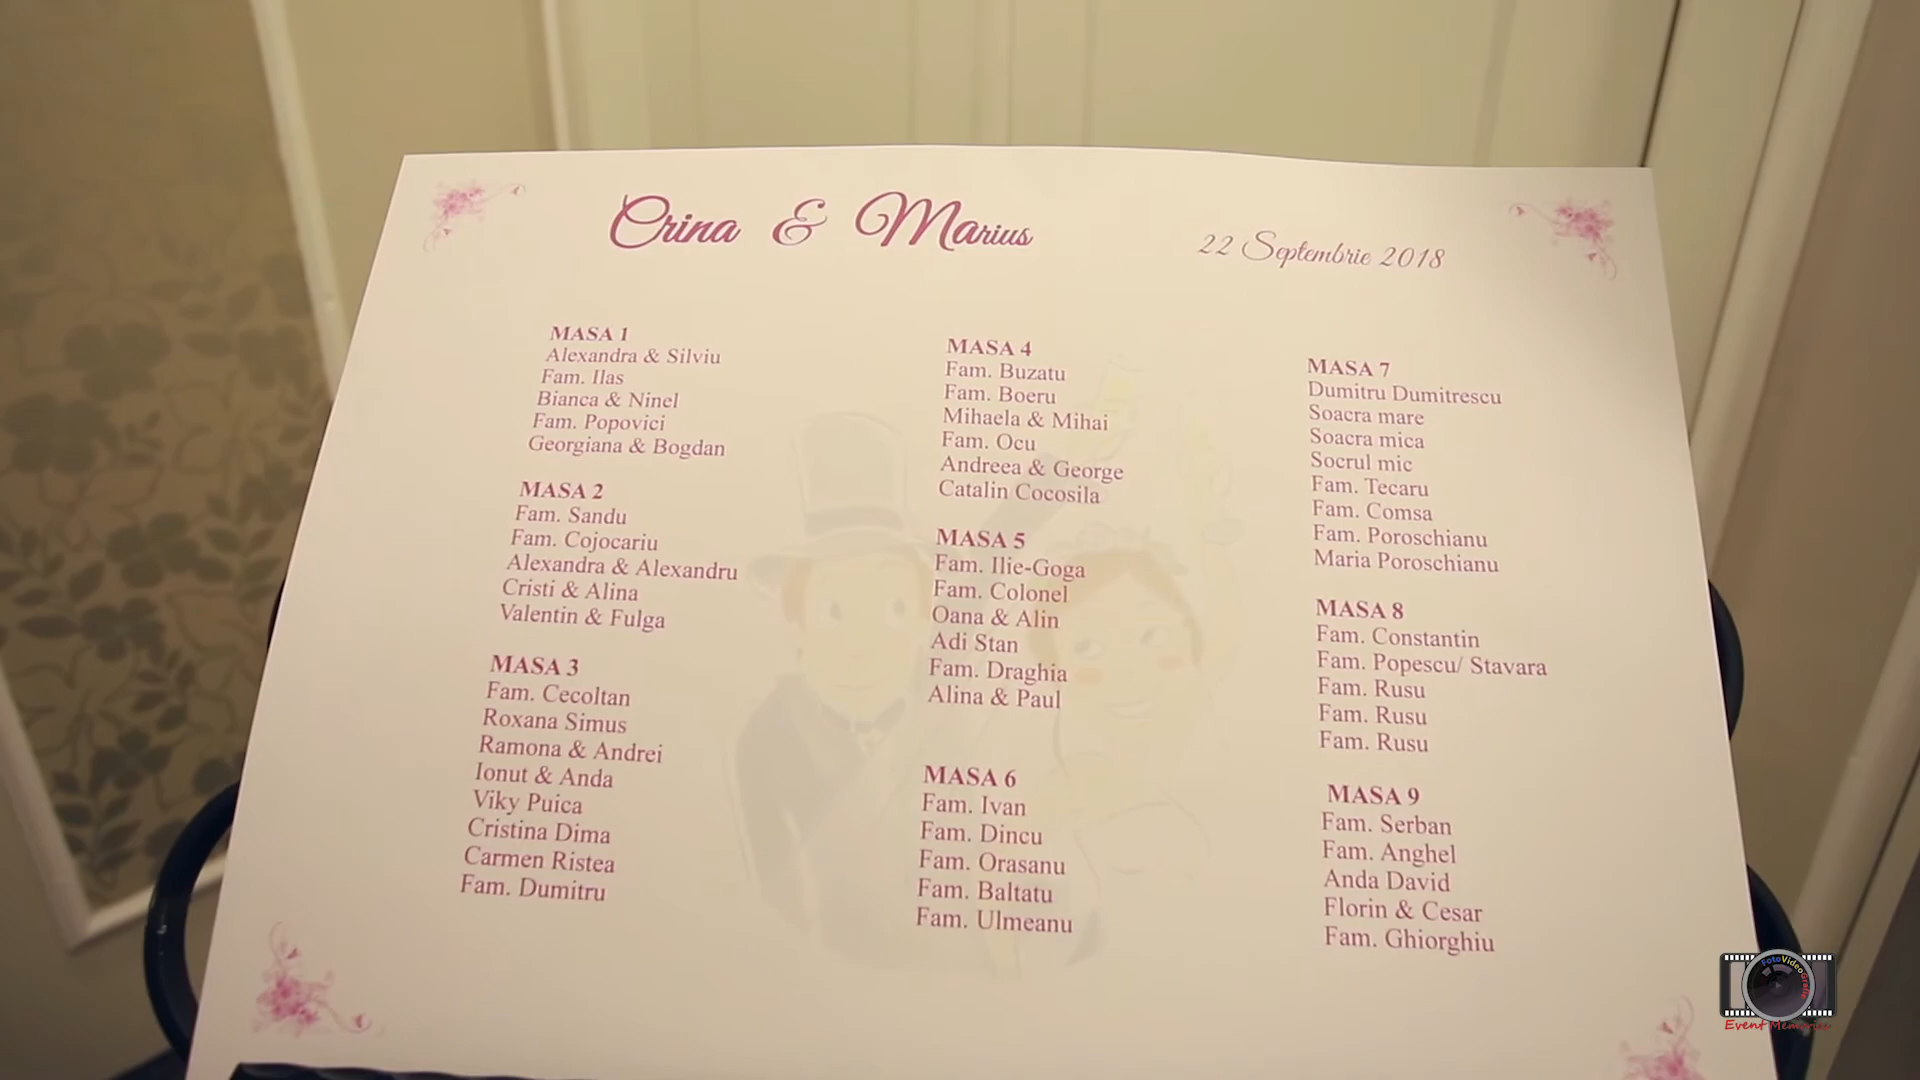 Crina & Marius
22 Septembrie 2018
MASA 1
Alexandra & Silviu
Fam. Ilas
Bianca & Ninel
Fam. Popovici
Georgiana & Bogdan
MASA 2
Fam. Sandu
Fam. Cojocariu
Alexandra & Alexandru
Cristi & Alina
Valentin & Fulga
MASA 3
Fam. Cecoltan
Roxana Simus
Ramona & Andrei
Ionut & Anda
Viky Puica
Cristina Dima
Carmen Ristea
Fam. Dumitru
MASA 4
Fam. Buzatu
Fam. Boeru
Mihaela & Mihai
Fam. Ocu
Andreea & George
Catalin Cocosila
MASA 5
Fam. Ilie-Goga
Fam. Colonel
Oana & Alin
Adi Stan
Fam. Draghia
Alina & Paul
MASA 6
Fam. Ivan
Fam. Dincu
Fam. Orasanu
Fam. Baltatu
Fam. Ulmeanu
MASA 7
Dumitru Dumitrescu
Soacra mare
Soacra mica
Socrul mic
Fam. Tecaru
Fam. Comsa
Fam. Poroschianu
Maria Poroschianu
MASA 8
Fam. Constantin
Fam. Popescu/ Stavara
Fam. Rusu
Fam. Rusu
Fam. Rusu
MASA 9
Fam. Serban
Fam. Anghel
Anda David
Florin & Cesar
Fam. Ghiorghiu
FotoVideoGrafie
Event Memories